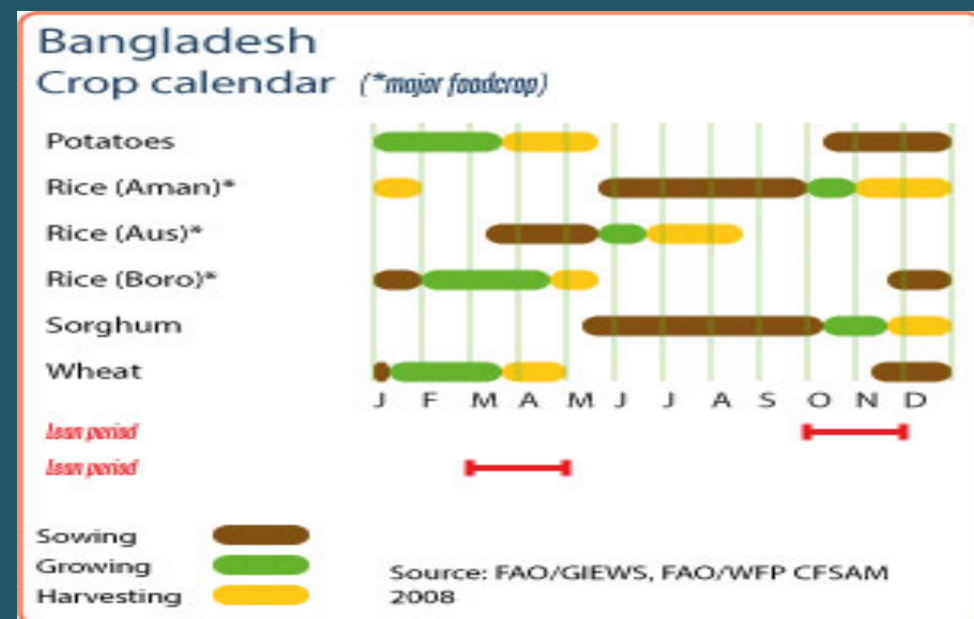 Bangladesh
Crop calendar (*major foodcrop)
Potatoes
Rice (Aman)*
Rice (Aus)*
Rice (Boro)*
Sorghum
Wheat
J F M A M J J A S O N D
Lean period
Lean period
Sowing
Growing
Harvesting
Source: FAO/GIEWS, FAO/WFP CFSAM
2008